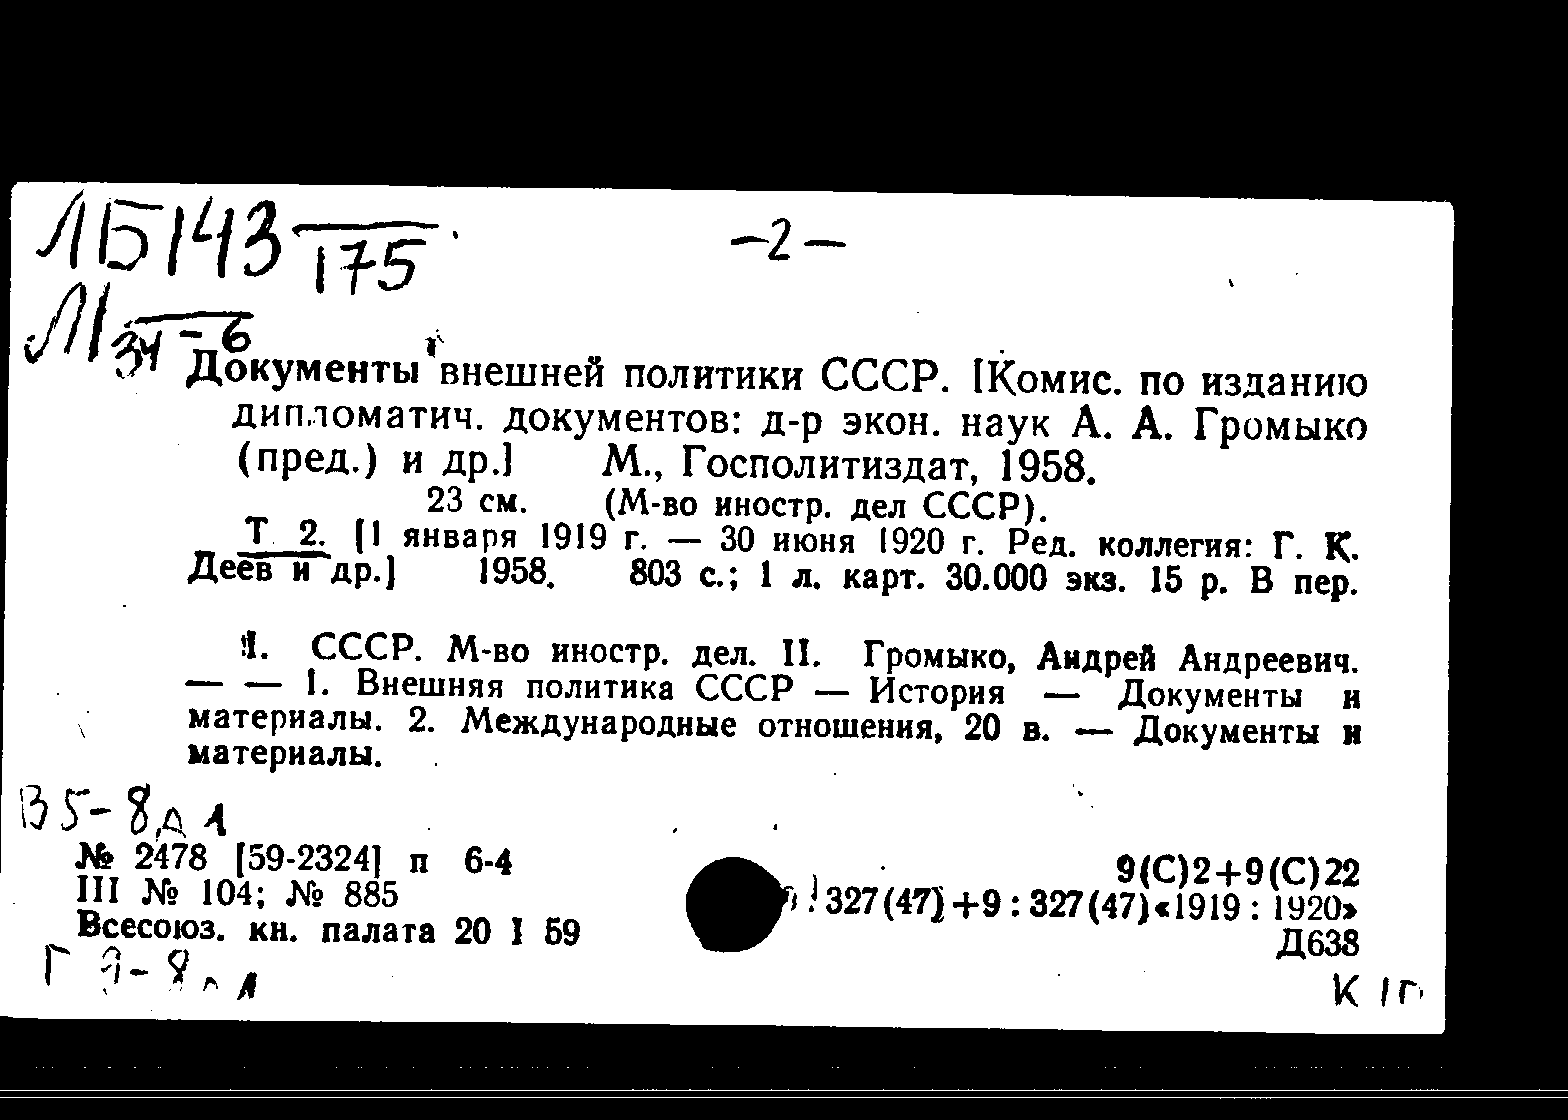 ЛБ143
175
-2-
М
34-6
Документы внешней политики СССР. [Комис. по изданию
дипломатич. документов: д-р экон. наук А. А. Громыко
(пред.) и др.] М., Госполитиздат, 1958.
23 см. (М-во иностр. дел СССР).
Т 2. [1 января 1919 г. — 30 июня 1920 г. Ред. коллегия: Г. К.
Деев и др.] 1958. 803 с.; 1 л. карт. 30.000 экз. 15 р. В пер.
I. СССР. М-во иностр. дел. II. Громыко, Андрей Андреевич.
— — 1. Внешняя политика СССР — История — Документы и
материалы. 2. Международные отношения, 20 в. — Документы и
материалы.
В5-8д1
№ 2478 [59-2324] п 6-4
III № 104; № 885
Всесоюз. кн. палата 20 I 59
9(С)2+9(С)22
327(47)+9:327(47)«1919:1920»
Д638
К